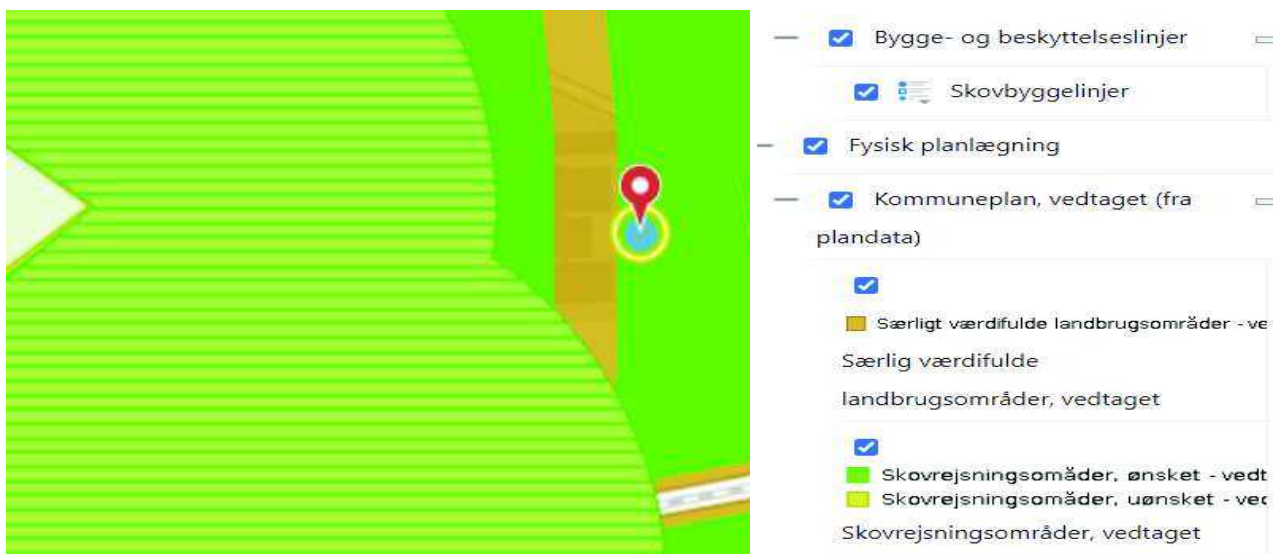 Bygge- og beskyttelseslinjer
Skovbyggelinjer
Fysisk planlægning
Kommuneplan, vedtaget (fra
plandata)
Særligt værdifulde landbrugsområder - ve
Særlig værdifulde
landbrugsområder, vedtaget
Skovrejsningsomåder, ønsket - vedt
Skovrejsningsomåder, uønsket - ved
Skovrejsningsområder, vedtaget